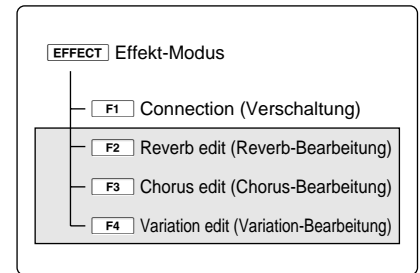 EFFECT Effekt-Modus
F1 Connection (Verschaltung)
F2 Reverb edit (Reverb-Bearbeitung)
F3 Chorus edit (Chorus-Bearbeitung)
F4 Variation edit (Variation-Bearbeitung)